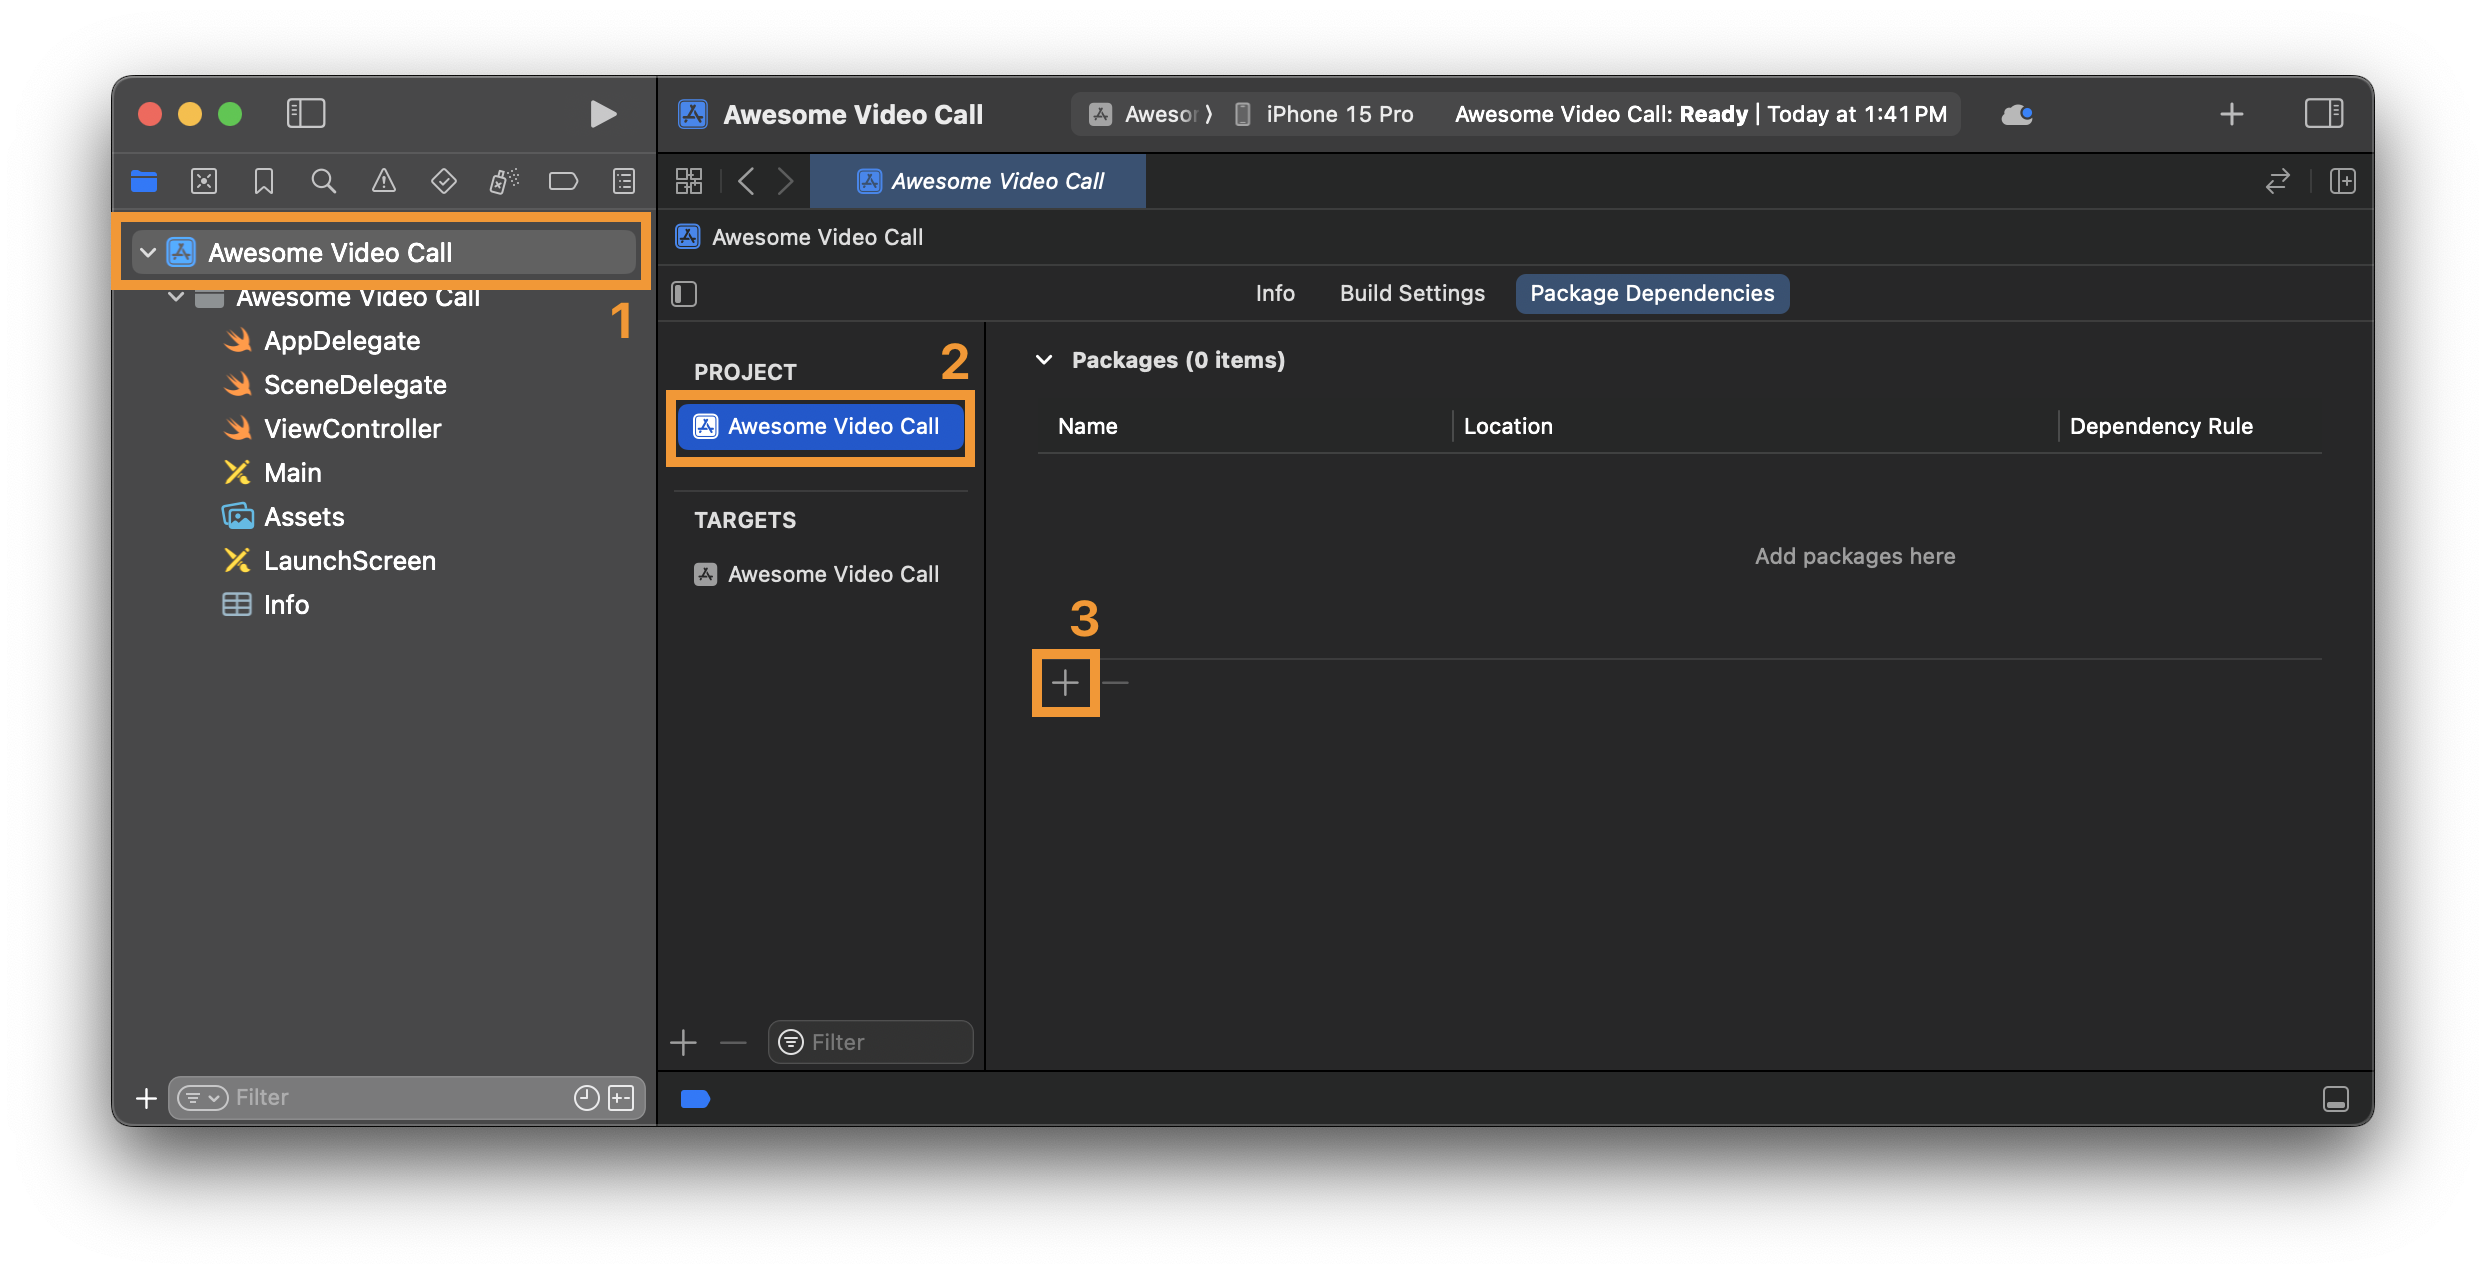 Awesome Video Call
Aweso
iPhone 15 Pro
Awesome Video Call: Ready | Today at 1:41 PM
Awesome Video Call
Awesome Video Call
Awesome Video Call
1
Awesome Video Call
AppDelegate
SceneDelegate
ViewController
Main
Assets
LaunchScreen
Info
Filter
Info
Build Settings
Package Dependencies
PROJECT
2
Awesome Video Call
TARGETS
Awesome Video Call
Filter
Packages (0 items)
Name
Location
Dependency Rule
Add packages here
3